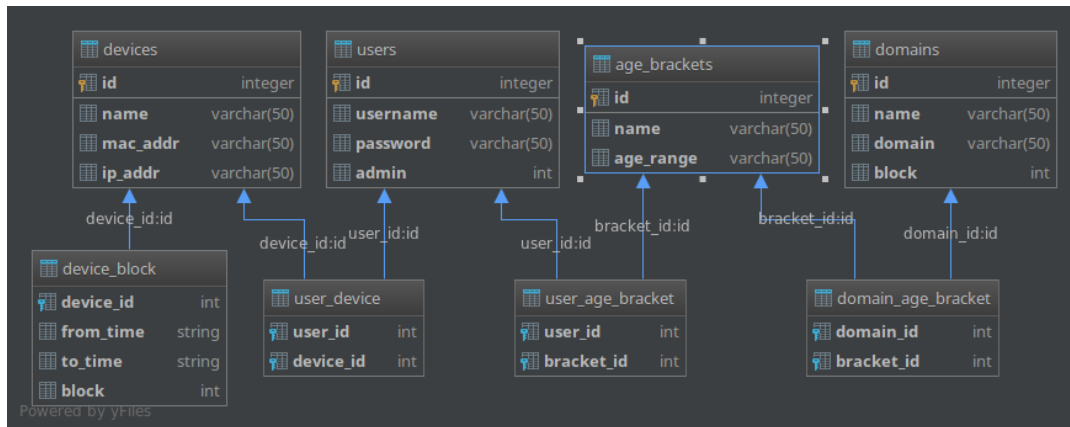 devices
id integer
name varchar(50)
mac_addr varchar(50)
ip_addr varchar(50)
users
id integer
username varchar(50)
password varchar(50)
admin int
age_brackets
id integer
name varchar(50)
age_range varchar(50)
domains
id integer
name varchar(50)
domain varchar(50)
block int
device_id:id
device_id:id
user_id:id
user_id:id
bracket_id:id
bracket_id:id
domain_id:id
device_block
device_id int
from_time string
to_time string
block int
user_device
user_id int
device_id int
user_age_bracket
user_id int
bracket_id int
domain_age_bracket
domain_id int
bracket_id int
Powered by yFiles